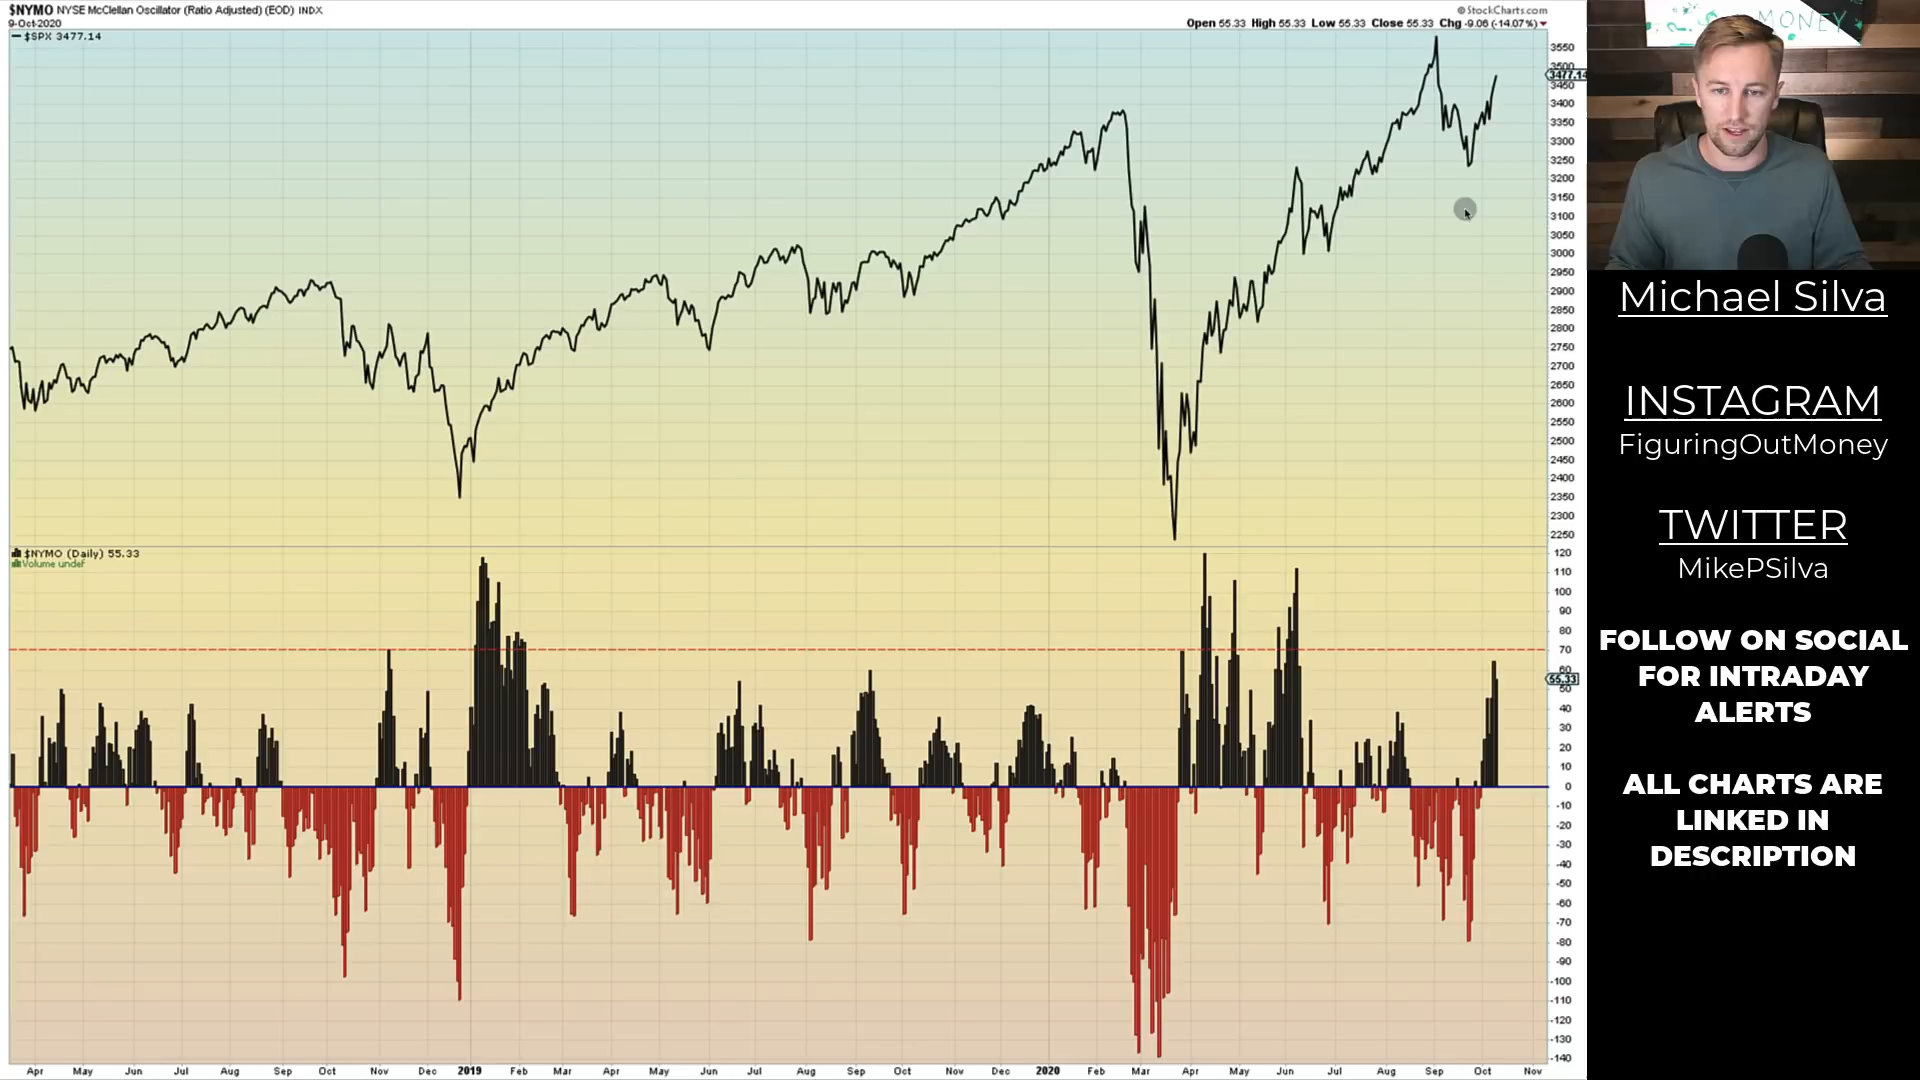 $NYMO NYSE McClellan Oscillator (Ratio Adjusted) (EOD) INDX
© StockCharts.com
9-Oct-2020
Open 55.33 High 55.33 Low 55.33 Close 55.33 Chg -9.06 (-14.07%)
$SPX 3477.14
3550
3500
3477.14
3450
3400
3350
3300
3250
3200
3150
3100
3050
3000
2950
2900
2850
2800
2750
2700
2650
2600
2550
2500
2450
2400
2350
2300
2250
$NYMO (Daily) 55.33
Volume undef
120
110
100
90
80
70
60
55.33
50
40
30
20
10
0
-10
-20
-30
-40
-50
-60
-70
-80
-90
-100
-110
-120
-130
-140
Apr May Jun Jul Aug Sep Oct Nov Dec 2019 Feb Mar Apr May Jun Jul Aug Sep Oct Nov Dec 2020 Feb Mar Apr May Jun Jul Aug Sep Oct Nov
MONEY
Michael Silva
INSTAGRAM
FiguringOutMoney
TWITTER
MikePSilva
FOLLOW ON SOCIAL
FOR INTRADAY
ALERTS
ALL CHARTS ARE
LINKED IN
DESCRIPTION